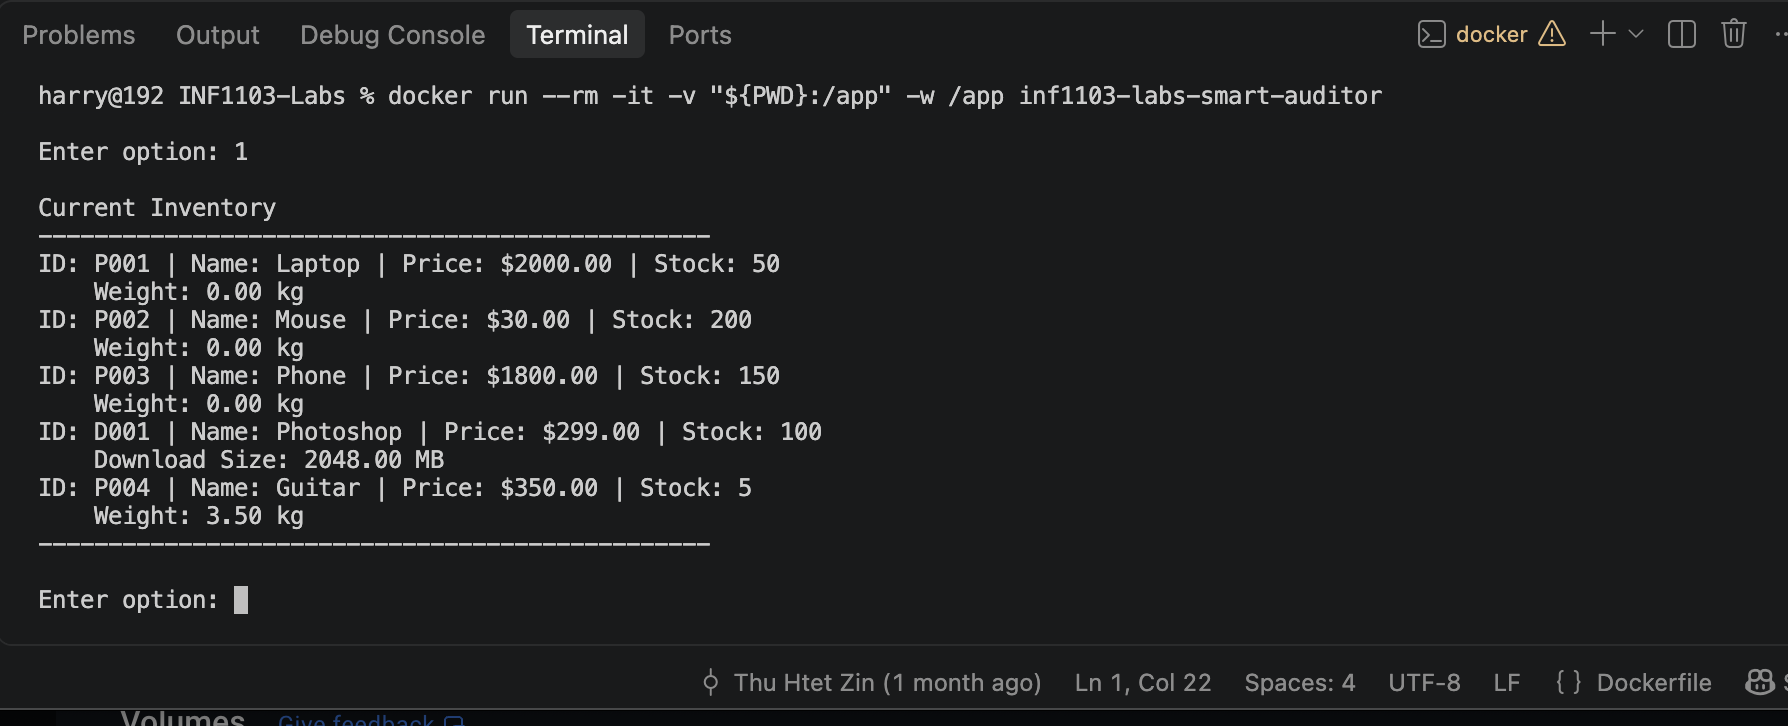 Problems Output Debug Console Terminal Ports docker
harry@192 INF1103-Labs % docker run --rm -it -v "${PWD}:/app" -w /app inf1103-labs-smart-auditor
Enter option: 1
Current Inventory
------------------------------------------------
ID: P001 | Name: Laptop | Price: $2000.00 | Stock: 50
Weight: 0.00 kg
ID: P002 | Name: Mouse | Price: $30.00 | Stock: 200
Weight: 0.00 kg
ID: P003 | Name: Phone | Price: $1800.00 | Stock: 150
Weight: 0.00 kg
ID: D001 | Name: Photoshop | Price: $299.00 | Stock: 100
Download Size: 2048.00 MB
ID: P004 | Name: Guitar | Price: $350.00 | Stock: 5
Weight: 3.50 kg
------------------------------------------------
Enter option:
Thu Htet Zin (1 month ago) Ln 1, Col 22 Spaces: 4 UTF-8 LF {} Dockerfile
Volumes Give feedback